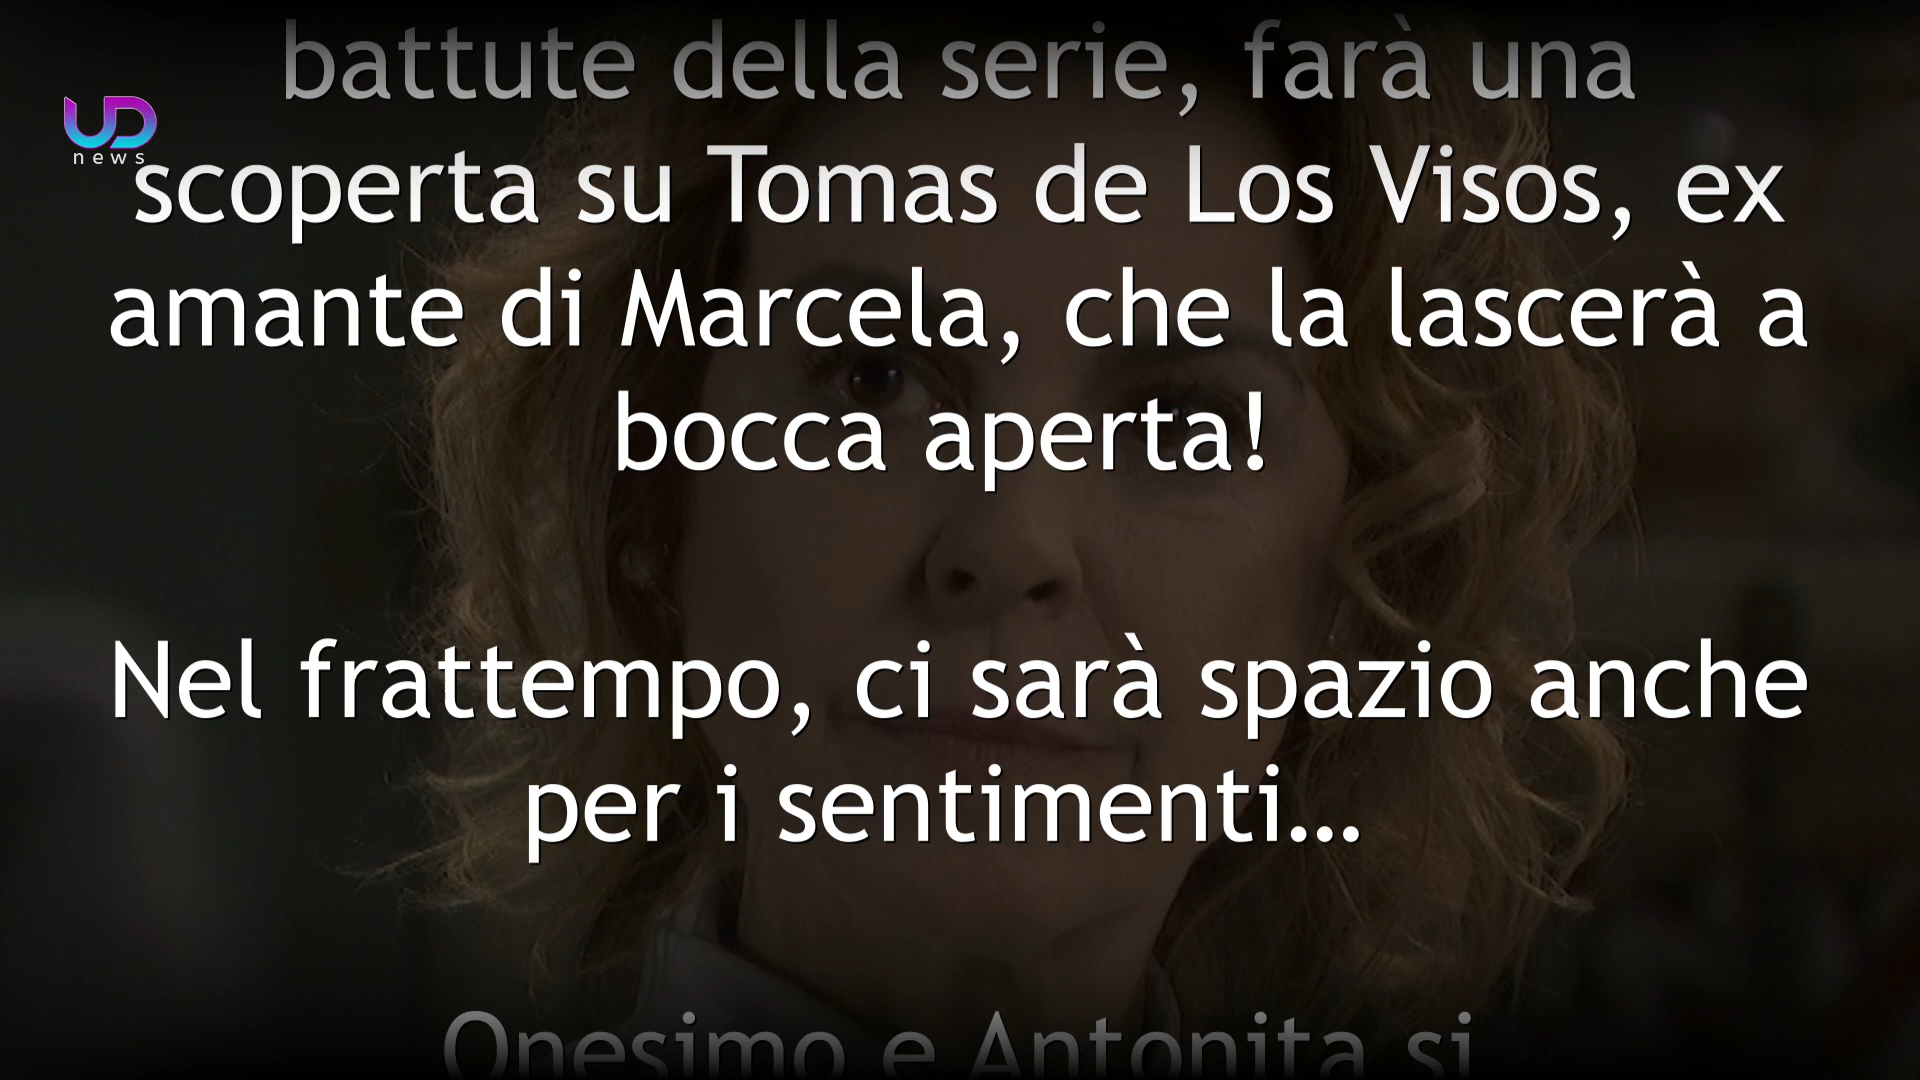 battute della serie, farà una
UD
news
scoperta su Tomas de Los Visos, ex
amante di Marcela, che la lascerà a
bocca aperta!
Nel frattempo, ci sarà spazio anche
per i sentimenti...
Onesimo e Antonita si